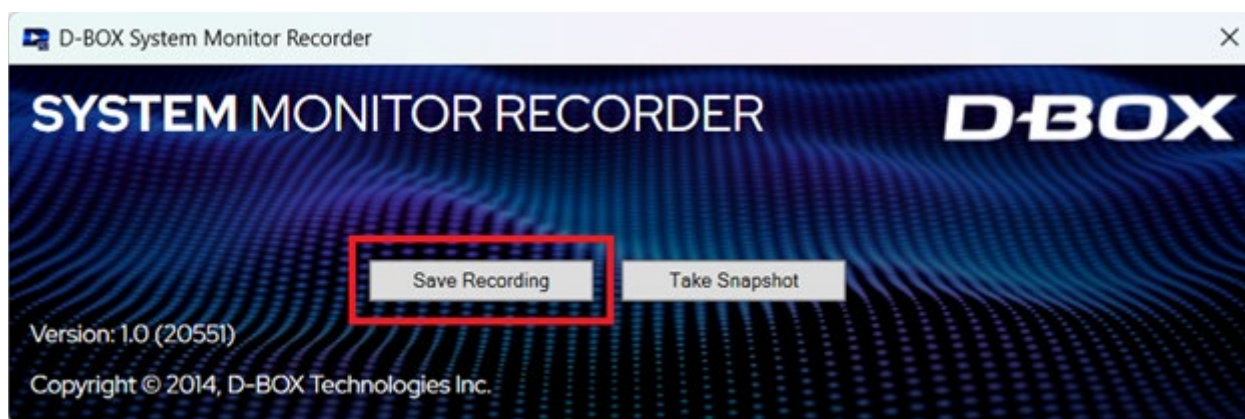 D-BOX System Monitor Recorder
SYSTEM MONITOR RECORDER
D-BOX
Save Recording
Take Snapshot
Version: 1.0 (20551)
Copyright © 2014, D-BOX Technologies Inc.